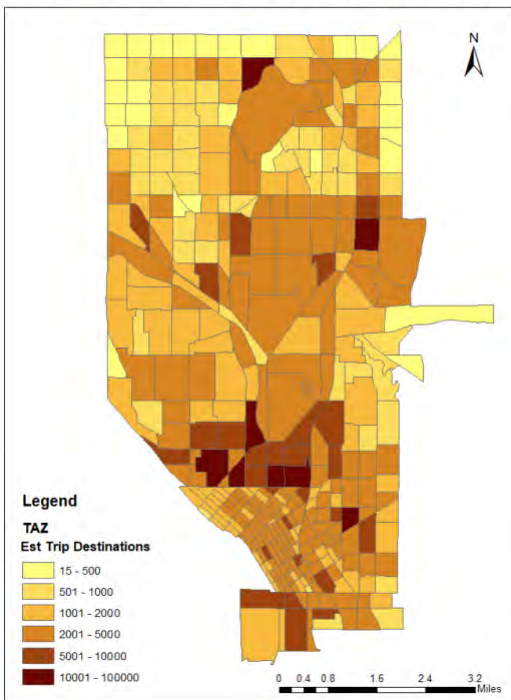 N
Legend
TAZ
Est Trip Destinations
15 - 500
501 - 1000
1001 - 2000
2001 - 5000
5001 - 10000
10001 - 100000
0 0.4 0.8 1.6 2.4 3.2
Miles